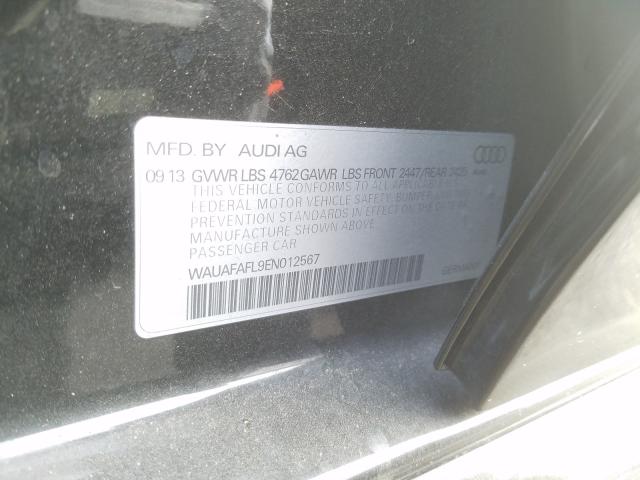 MFD. BY AUDI AG
09 13 GVWR LBS 4762 GAWR LBS FRONT 2447/REAR 2425
THIS VEHICLE CONFORMS TO ALL APPLICABLE
FEDERAL MOTOR VEHICLE SAFETY, BUMPER, AND THEFT
PREVENTION STANDARDS IN EFFECT ON THE DATE OF
MANUFACTURE SHOWN ABOVE.
PASSENGER CAR
WAUAFAFL9EN012567
GERMANY